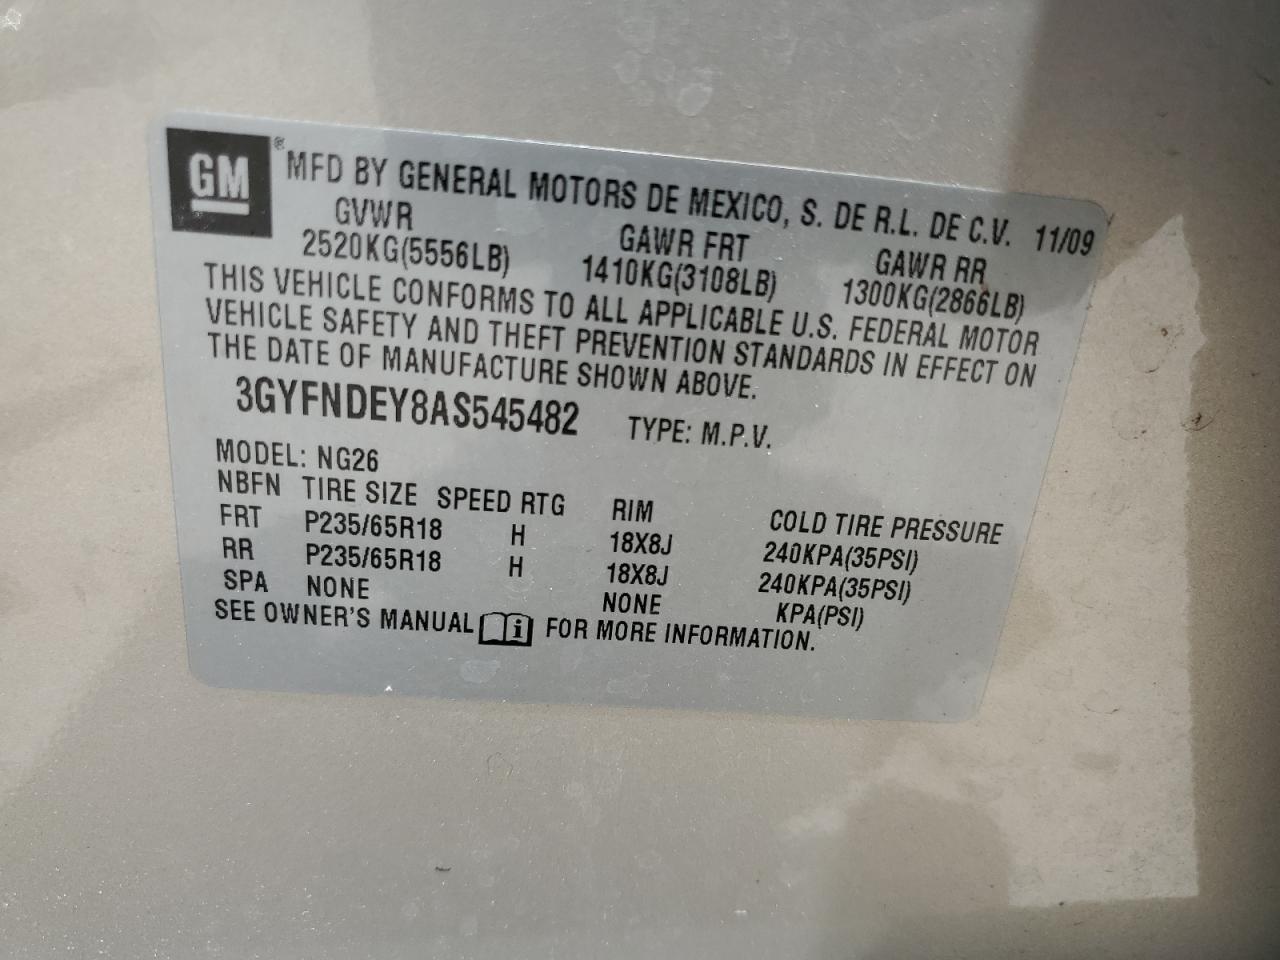 GM ® MFD BY GENERAL MOTORS DE MEXICO, S. DE R.L. DE C.V. 11/09
GVWR GAWR FRT GAWR RR
2520KG(5556LB) 1410KG(3108LB) 1300KG(2866LB)
THIS VEHICLE CONFORMS TO ALL APPLICABLE U.S. FEDERAL MOTOR
VEHICLE SAFETY AND THEFT PREVENTION STANDARDS IN EFFECT ON
THE DATE OF MANUFACTURE SHOWN ABOVE.
3GYFNDEY8AS545482 TYPE: M.P.V.
MODEL: NG26
NBFN TIRE SIZE SPEED RTG RIM COLD TIRE PRESSURE
FRT P235/65R18 H 18X8J 240KPA(35PSI)
RR P235/65R18 H 18X8J 240KPA(35PSI)
SPA NONE NONE KPA(PSI)
SEE OWNER'S MANUAL i FOR MORE INFORMATION.